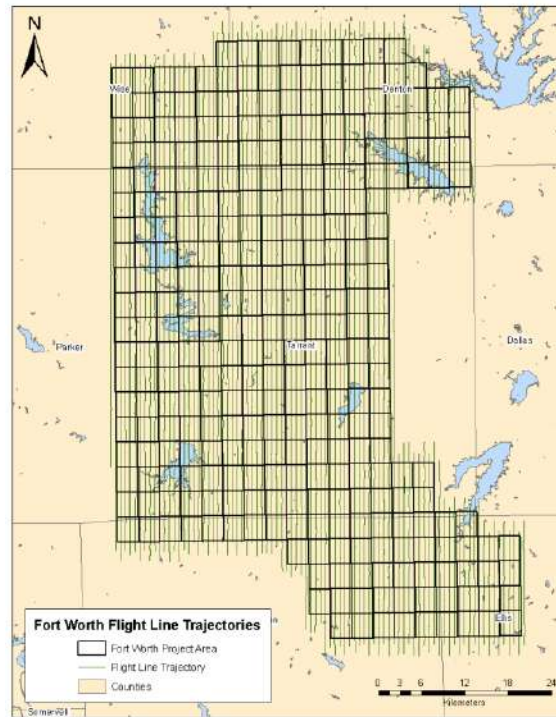 N
Wise
Denton
Parker
Tarrant
Dallas
Fort Worth Flight Line Trajectories
Fort Worth Project Area
Flight Line Trajectory
Counties
Ellis
0 3 6 12 18 24
Kilometers
Somervell